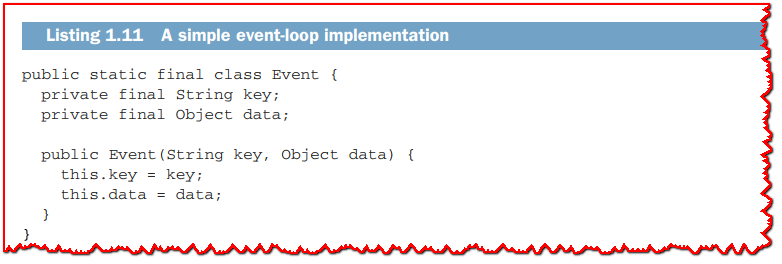 Listing 1.11 A simple event-loop implementation
public static final class Event {
  private final String key;
  private final Object data;

  public Event(String key, Object data) {
    this.key = key;
    this.data = data;
  }
}